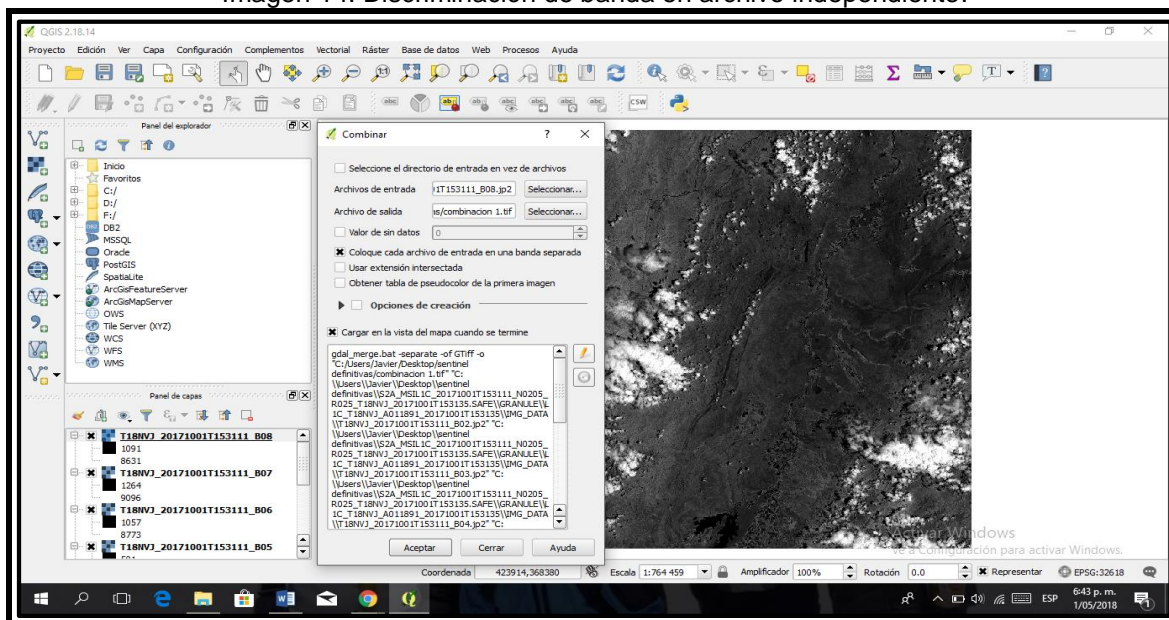 Imagen 14. Discriminación de banda en archivo independiente.
QGIS 2.18.14
Proyecto Edición Ver Capa Configuración Complementos Vectorial Ráster Base de datos Web Procesos Ayuda
Panel del explorador
Inicio
Favoritos
C:/
D:/
F:/
DB2
MSSQL
Oracle
PostGIS
SpatiaLite
ArcGisFeatureServer
ArcGisMapServer
OWS
Tile Server (XYZ)
WCS
WFS
WMS
Panel de capas
T18NVJ_20171001T153111_B08
1091
8631
T18NVJ_20171001T153111_B07
1264
9096
T18NVJ_20171001T153111_B06
1057
8773
T18NVJ_20171001T153111_B05
Combinar
Seleccione el directorio de entrada en vez de archivos
Archivos de entrada 1T153111_B08.jp2 Seleccionar...
Archivo de salida is/combinacion 1.tif Seleccionar...
Valor de sin datos 0
Coloque cada archivo de entrada en una banda separada
Usar extensión intersectada
Obtener tabla de pseudocolor de la primera imagen
Opciones de creación
Cargar en la vista del mapa cuando se termine
gdal_merge.bat -separate -of GTiff -o
"C:/Users/Javier/Desktop/sentinel
definitivas/combinacion 1.tif" "C:
\\Users\\Javier\\Desktop\\sentinel
definitivas\\S2A_MSIL1C_20171001T153111_N0205_
R025_T18NVJ_20171001T153135.SAFE\\GRANULE\\L
1C_T18NVJ_A011891_20171001T153135\\IMG_DATA
\\T18NVJ_20171001T153111_B02.jp2" "C:
\\Users\\Javier\\Desktop\\sentinel
definitivas\\S2A_MSIL1C_20171001T153111_N0205_
R025_T18NVJ_20171001T153135.SAFE\\GRANULE\\L
1C_T18NVJ_A011891_20171001T153135\\IMG_DATA
\\T18NVJ_20171001T153111_B03.jp2" "C:
\\Users\\Javier\\Desktop\\sentinel
definitivas\\S2A_MSIL1C_20171001T153111_N0205_
R025_T18NVJ_20171001T153135.SAFE\\GRANULE\\L
1C_T18NVJ_A011891_20171001T153135\\IMG_DATA
\\T18NVJ_20171001T153111_B04.jp2" "C:
Aceptar Cerrar Ayuda
Activar Windows
Ve a Configuración para activar Windows.
Coordenada 423914,368380 Escala 1:764 459 Amplificador 100% Rotación 0.0 Representar EPSG:32618
ESP
6:43 p. m.
1/05/2018